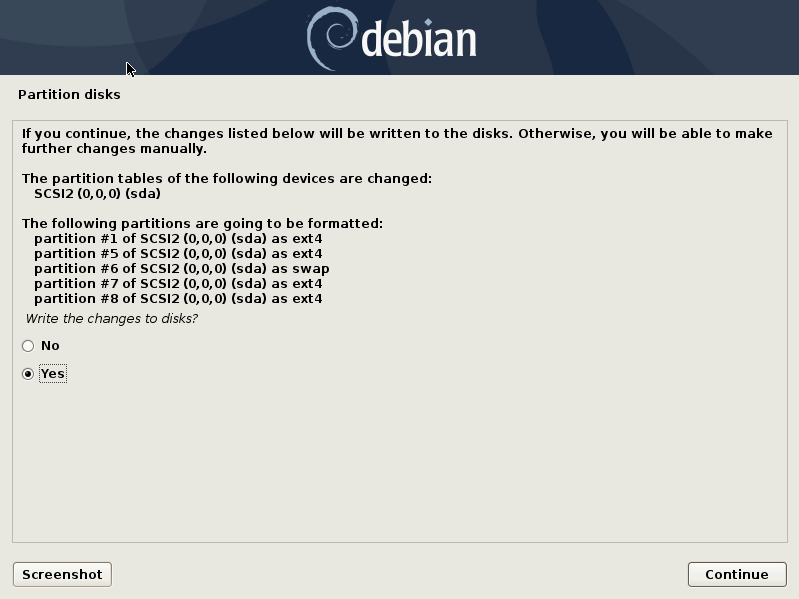 debian
Partition disks
If you continue, the changes listed below will be written to the disks. Otherwise, you will be able to make
further changes manually.
The partition tables of the following devices are changed:
SCSI2 (0,0,0) (sda)
The following partitions are going to be formatted:
partition #1 of SCSI2 (0,0,0) (sda) as ext4
partition #5 of SCSI2 (0,0,0) (sda) as ext4
partition #6 of SCSI2 (0,0,0) (sda) as swap
partition #7 of SCSI2 (0,0,0) (sda) as ext4
partition #8 of SCSI2 (0,0,0) (sda) as ext4
Write the changes to disks?
No
Yes
Screenshot
Continue